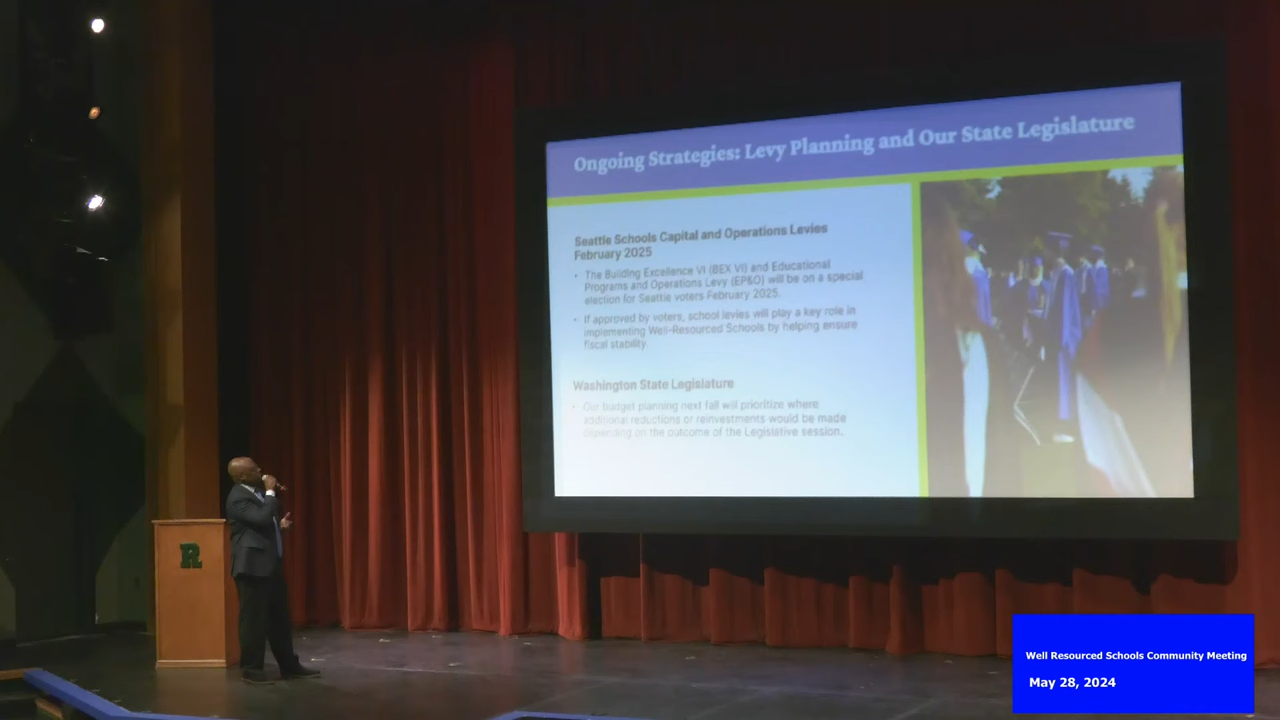 Ongoing Strategies: Levy Planning and Our State Legislature
Seattle Schools Capital and Operations Levies
February 2025
• The Building Excellence VI (BEX VI) and Educational
Programs and Operations Levy (EP&O) will be on a special
election for Seattle voters February 2025.
• If approved by voters, school levies will play a key role in
implementing Well-Resourced Schools by helping ensure
fiscal stability.
Washington State Legislature
• Our budget planning next fall will prioritize where
additional reductions or reinvestments would be made
depending on the outcome of the Legislative session.
R
Well Resourced Schools Community Meeting
May 28, 2024